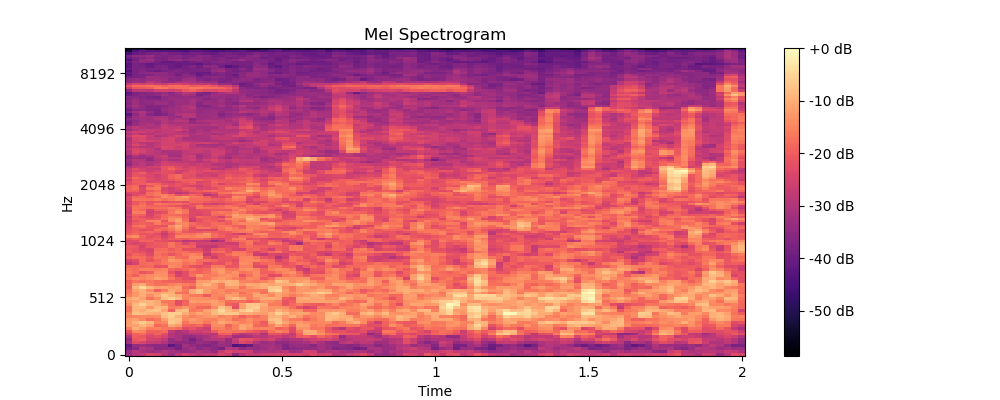 Mel Spectrogram
Hz
8192
4096
2048
1024
512
0
0 0.5 1 1.5 2
Time
+0 dB
-10 dB
-20 dB
-30 dB
-40 dB
-50 dB